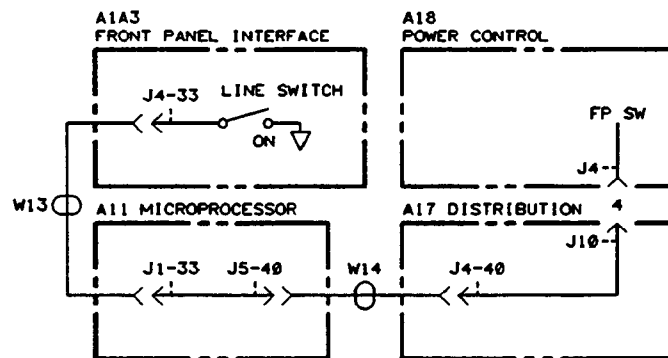 A1A3
FRONT PANEL INTERFACE
A18
POWER CONTROL
J4-33
LINE SWITCH
ON
FP SW
J4
W13
A11 MICROPROCESSOR
A17 DISTRIBUTION
4
J10
J1-33
J5-40
W14
J4-40